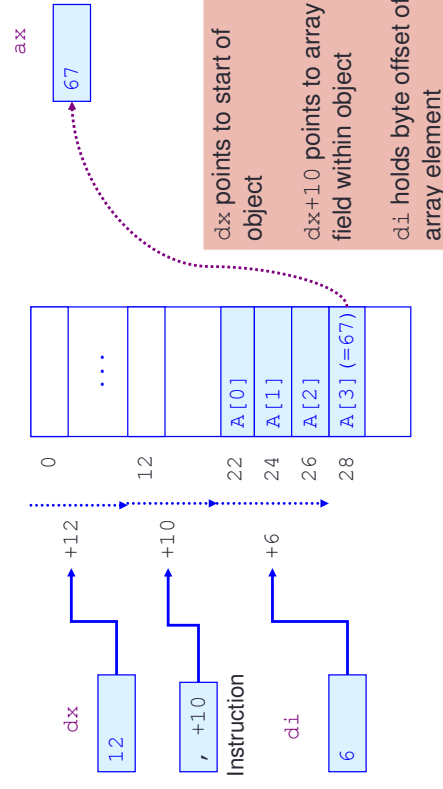 dx
12
+12
, +10
Instruction
+10
di
6
+6
0
12
22
24
26
28
...
A[0]
A[1]
A[2]
A[3](=67)
ax
67
dx points to start of
object
dx+10 points to array
field within object
di holds byte offset of
array element